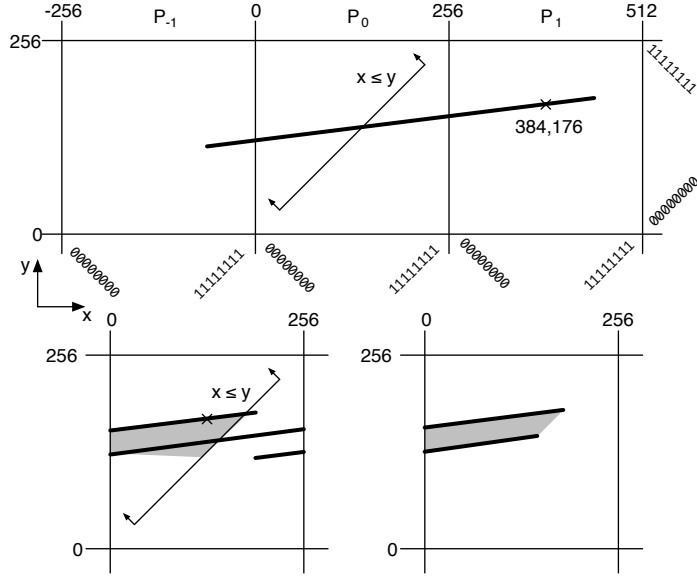 -256 P-1 0 P0 256 P1 512
256
11111111
x ≤ y
384,176
00000000
0
00000000 11111111 00000000 11111111 00000000 11111111
y
x
0 256 0 256
256 256
x ≤ y
0 0